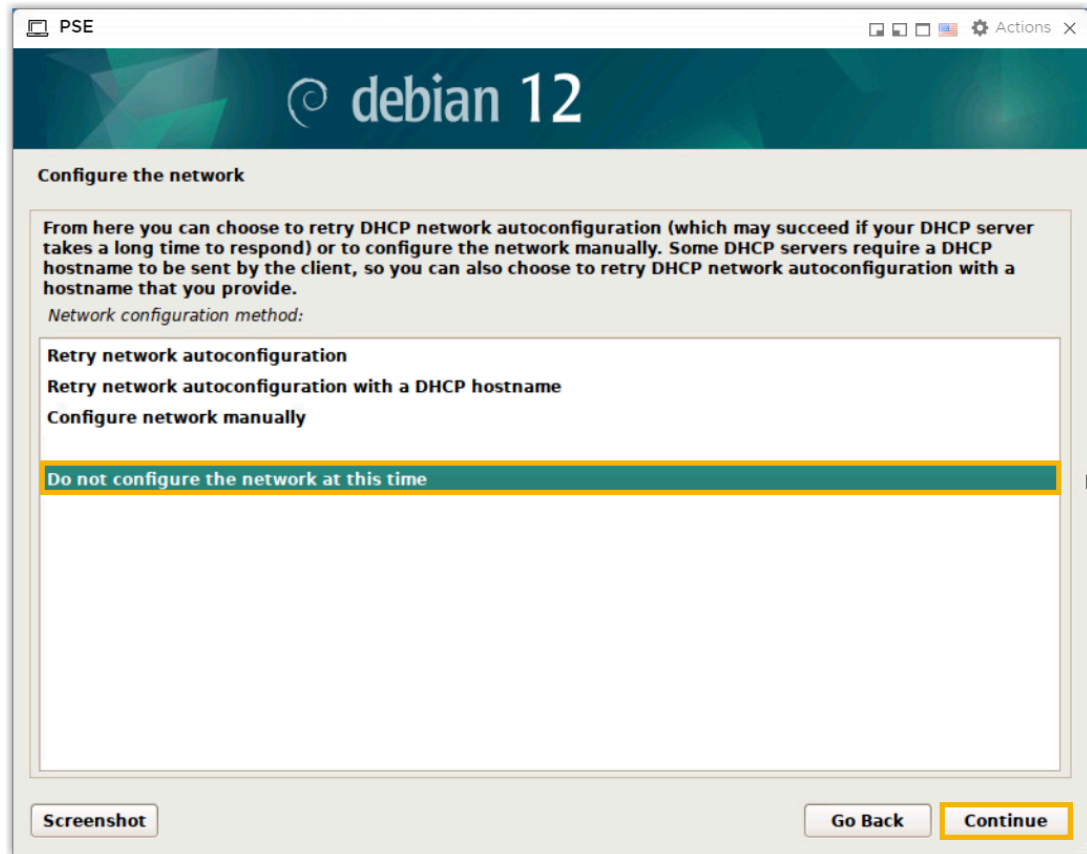 PSE
Actions
debian 12
Configure the network
From here you can choose to retry DHCP network autoconfiguration (which may succeed if your DHCP server
takes a long time to respond) or to configure the network manually. Some DHCP servers require a DHCP
hostname to be sent by the client, so you can also choose to retry DHCP network autoconfiguration with a
hostname that you provide.
Network configuration method:
Retry network autoconfiguration
Retry network autoconfiguration with a DHCP hostname
Configure network manually
Do not configure the network at this time
Screenshot
Go Back
Continue